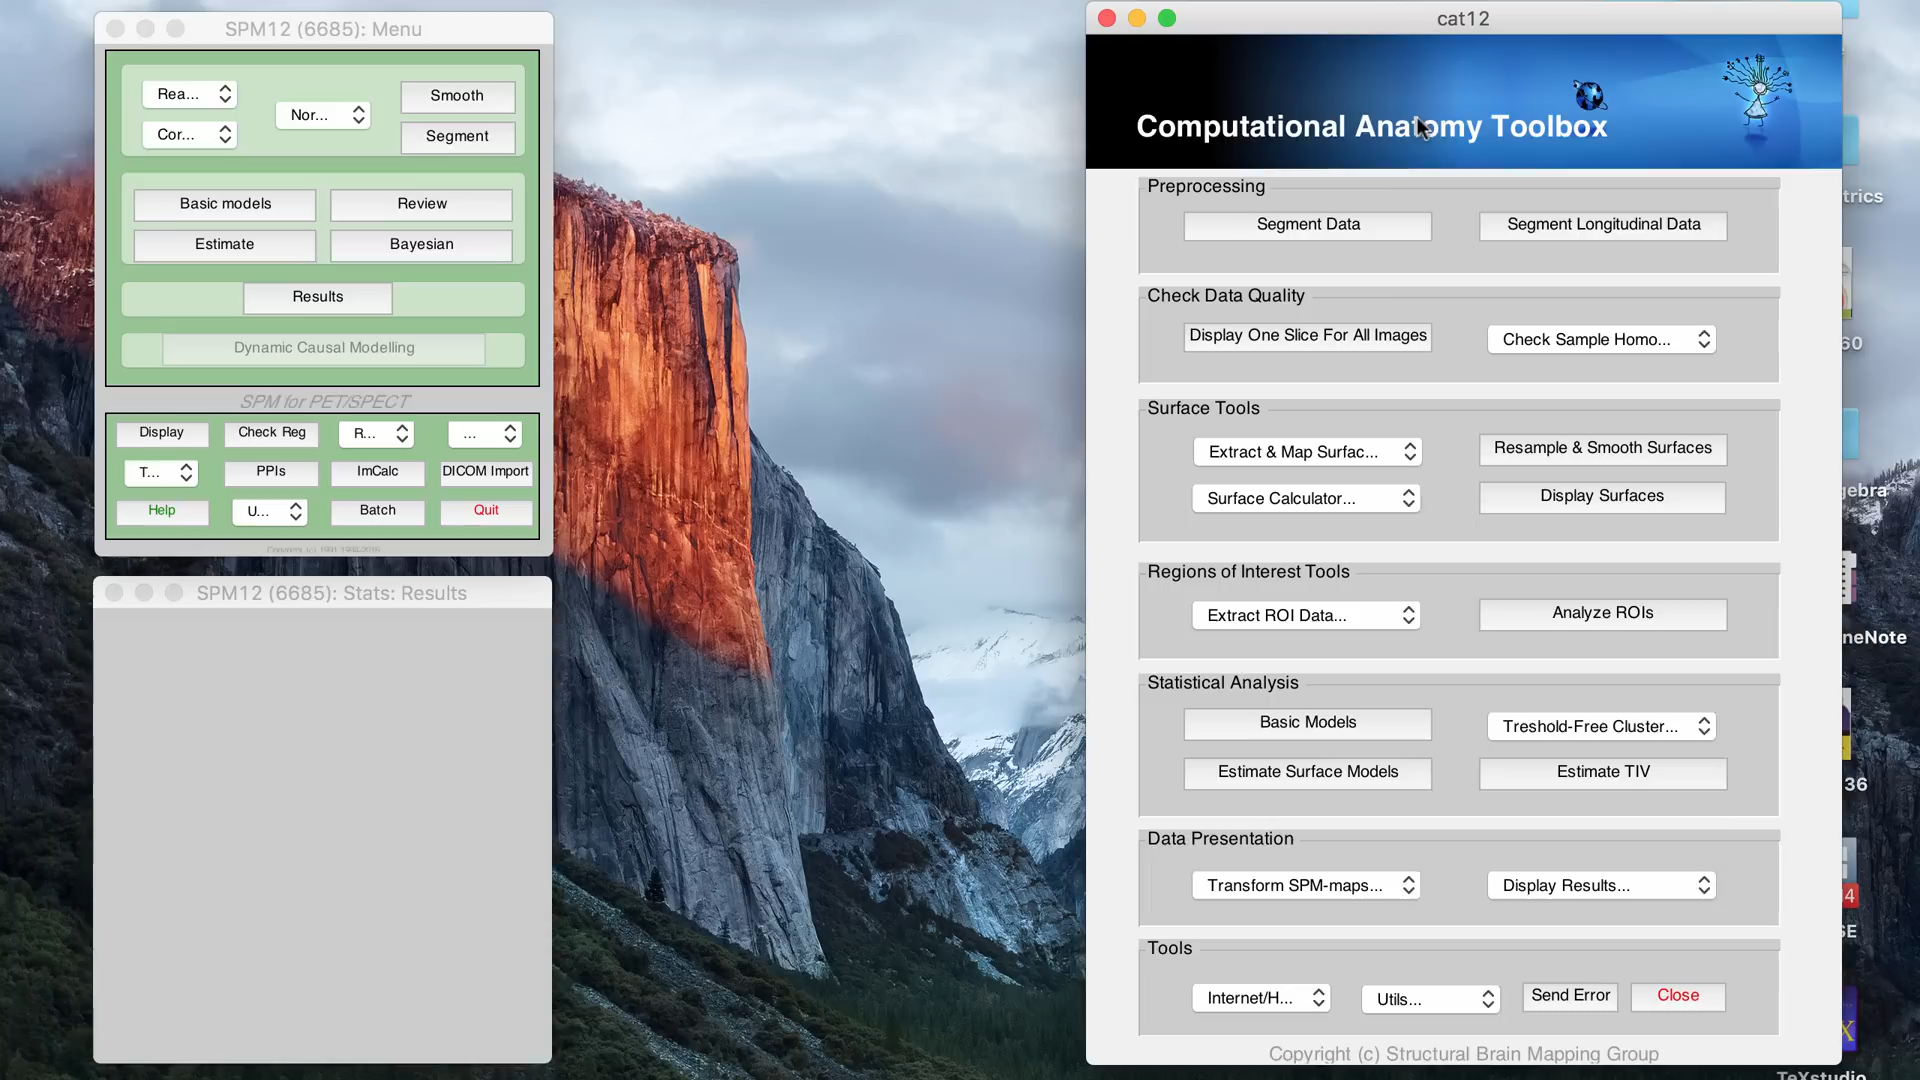 SPM12 (6685): Menu
Rea...
Cor...
Nor...
Smooth
Segment
Basic models
Review
Estimate
Bayesian
Results
Dynamic Causal Modelling
SPM for PET/SPECT
Display
Check Reg
R...
...
T...
PPIs
ImCalc
DICOM Import
Help
U...
Batch
Quit
SPM12 (6685): Stats: Results
cat12
Computational Anatomy Toolbox
Preprocessing
Segment Data
Segment Longitudinal Data
Check Data Quality
Display One Slice For All Images
Check Sample Homo...
Surface Tools
Extract & Map Surfac...
Resample & Smooth Surfaces
Surface Calculator...
Display Surfaces
Regions of Interest Tools
Extract ROI Data...
Analyze ROIs
Statistical Analysis
Basic Models
Treshold-Free Cluster...
Estimate Surface Models
Estimate TIV
Data Presentation
Transform SPM-maps...
Display Results...
Tools
Internet/H...
Utils...
Send Error
Close
Copyright (c) Structural Brain Mapping Group
trics
60
gebra
neNote
36
SE
TeXstudio